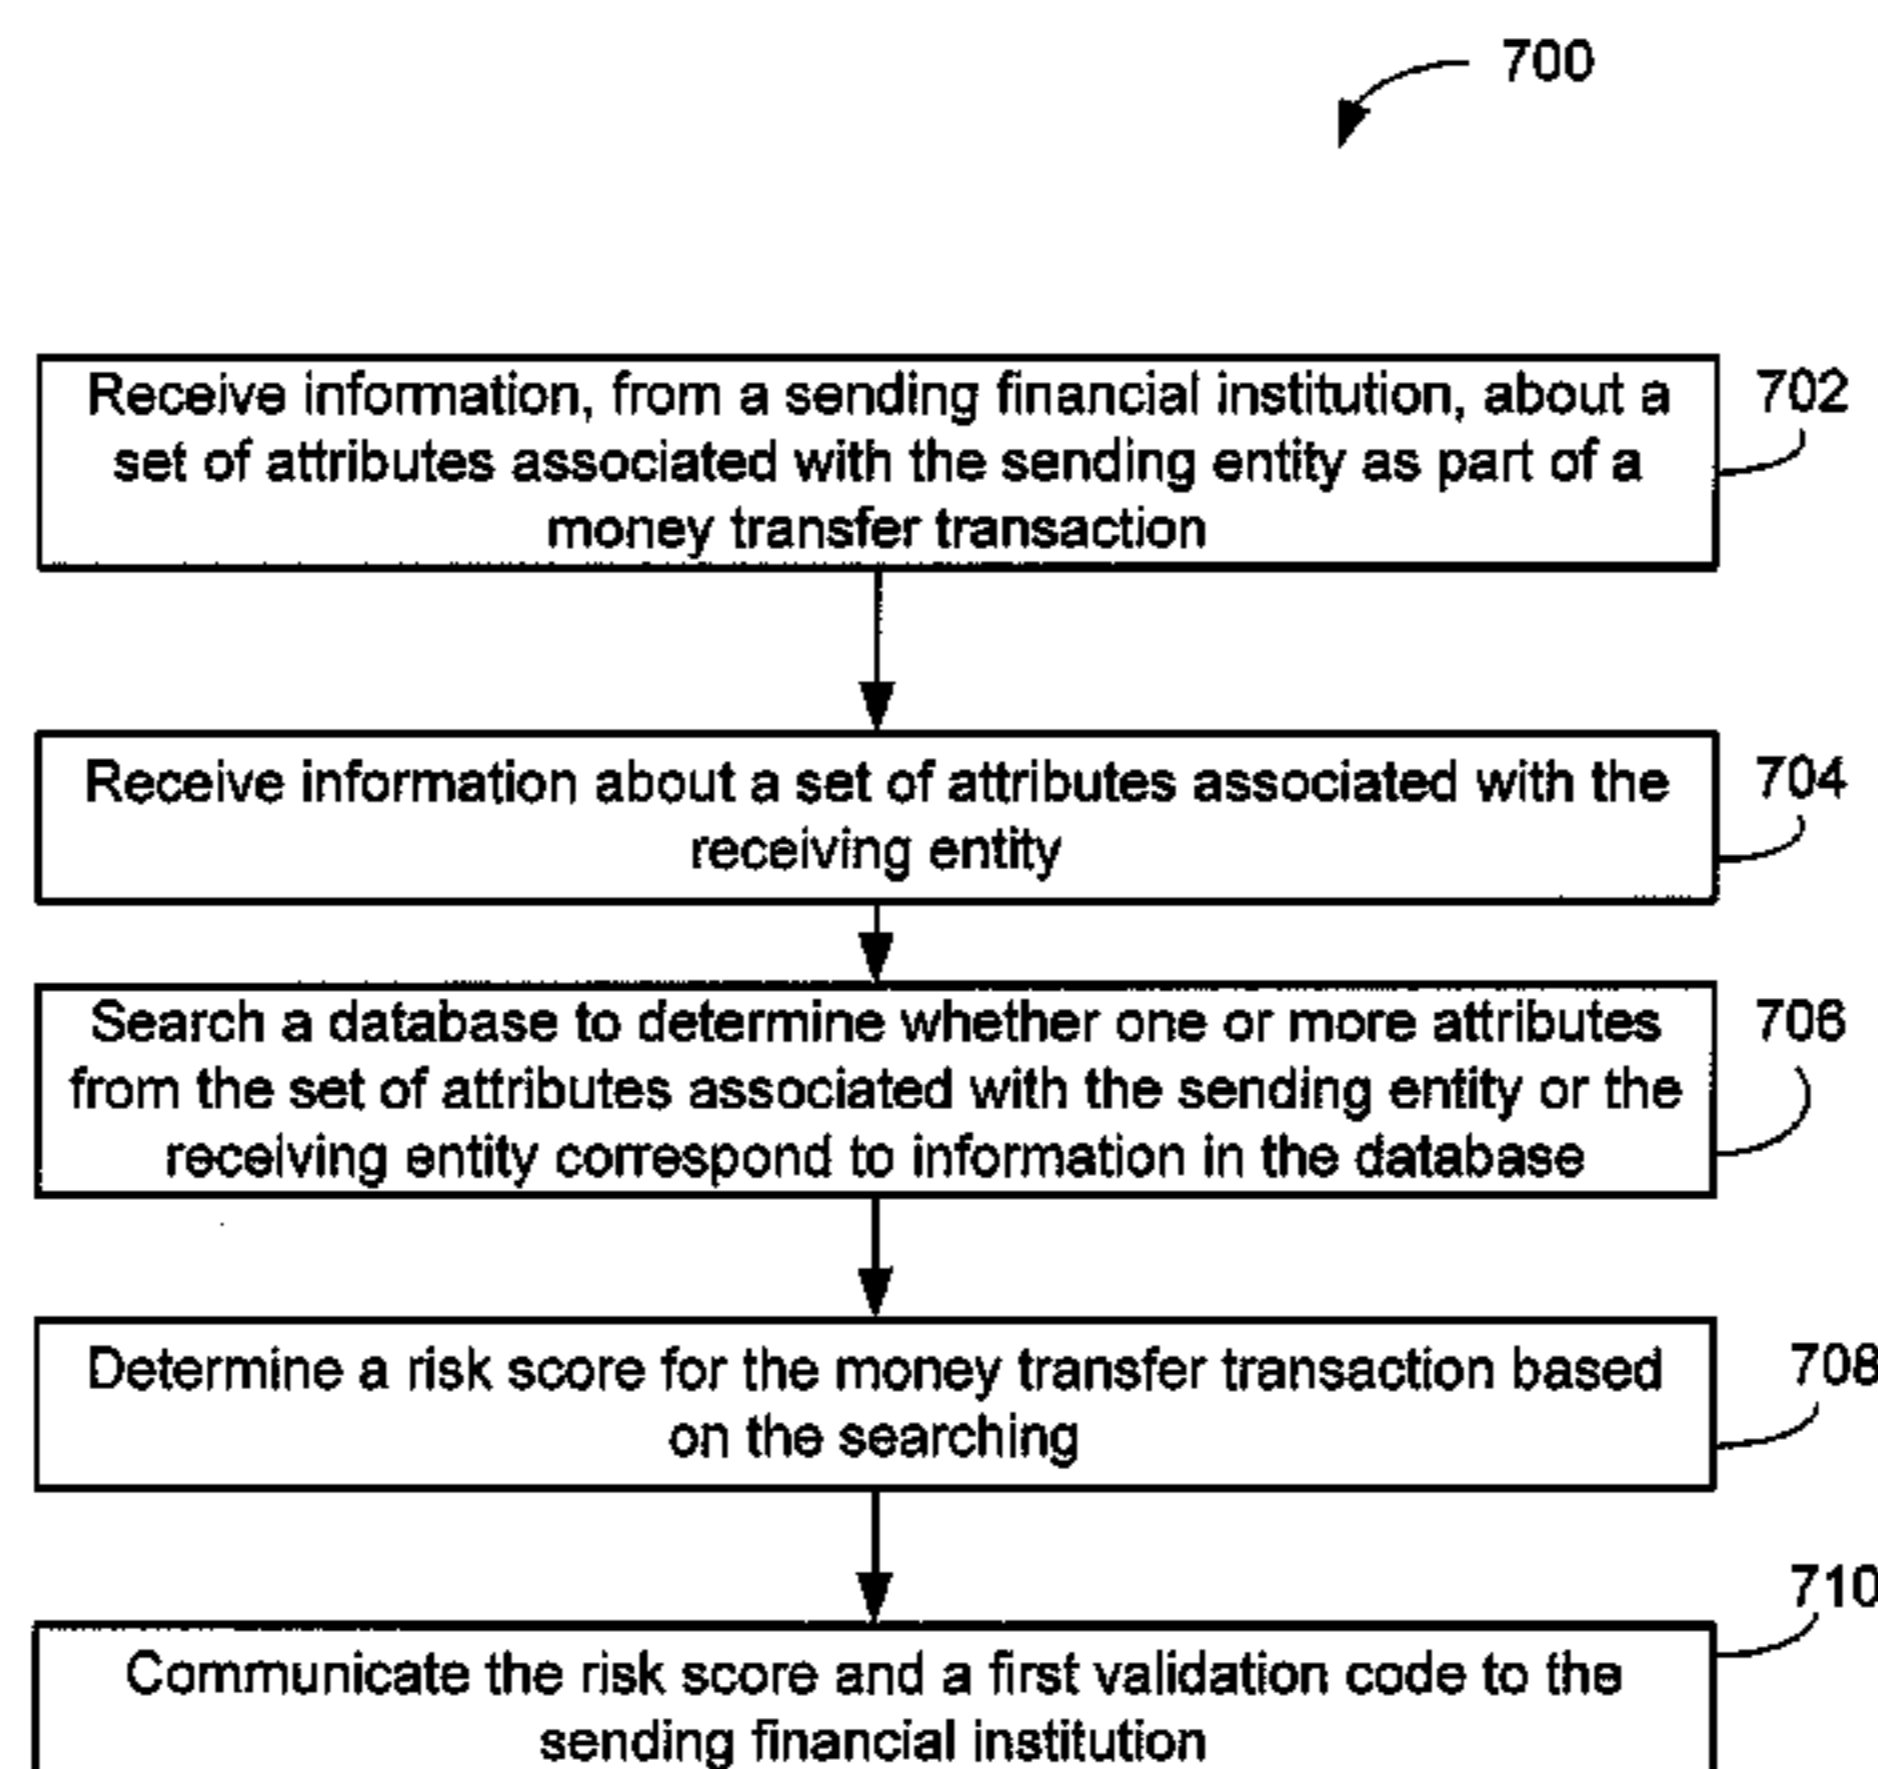 700
Receive information, from a sending financial institution, about a
set of attributes associated with the sending entity as part of a
money transfer transaction
702
Receive information about a set of attributes associated with the
receiving entity
704
Search a database to determine whether one or more attributes
from the set of attributes associated with the sending entity or the
receiving entity correspond to information in the database
706
Determine a risk score for the money transfer transaction based
on the searching
708
Communicate the risk score and a first validation code to the
sending financial institution
710